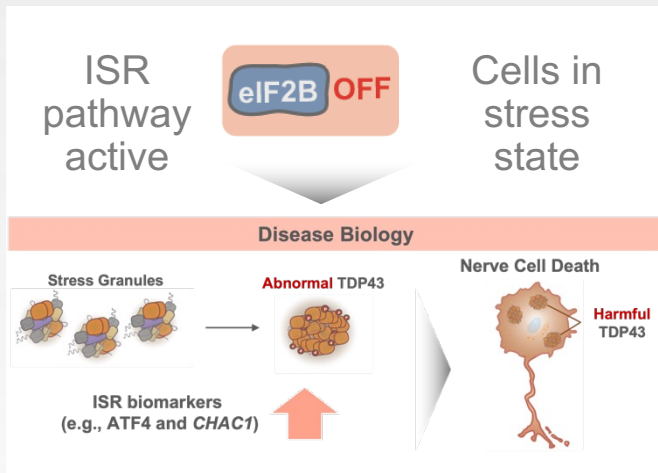 ISR
pathway
active
eIF2B OFF
Cells in
stress
state
Disease Biology
Stress Granules
Abnormal TDP43
Nerve Cell Death
Harmful
TDP43
ISR biomarkers
(e.g., ATF4 and CHAC1)